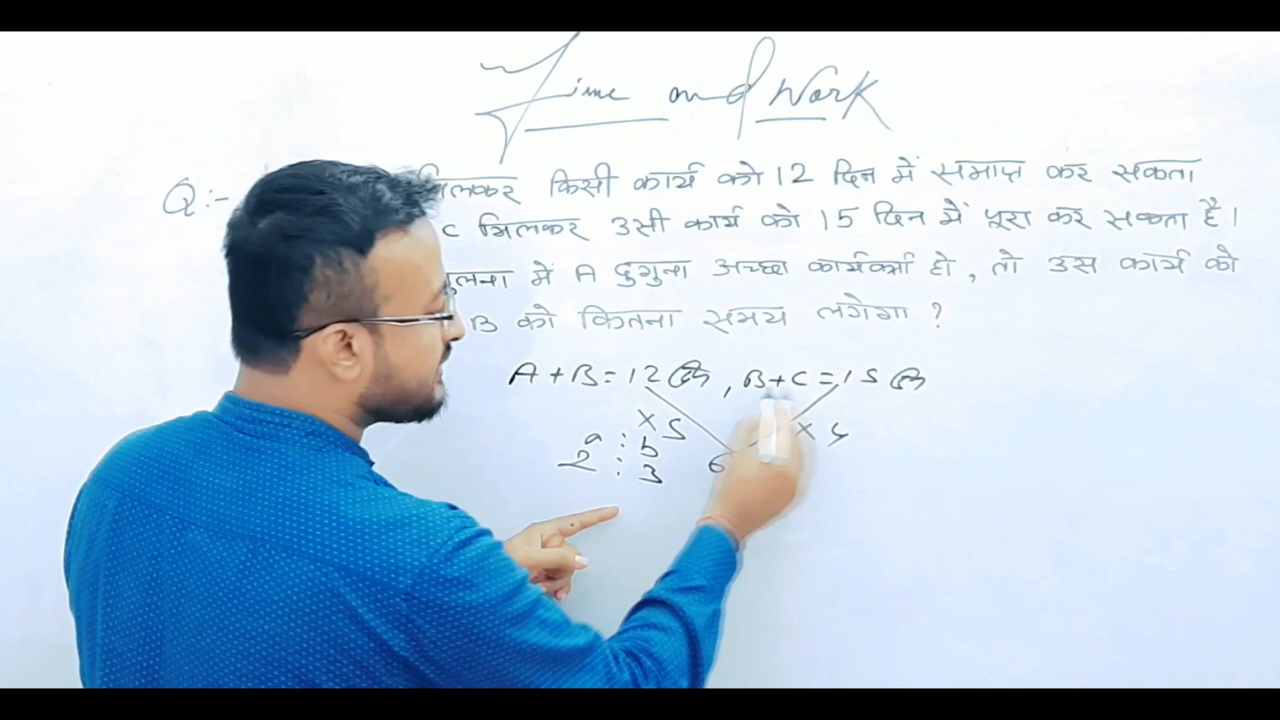 Time and Work
Q:- मिलकर किसी कार्य को 12 दिन में समाप्त कर सकता
C मिलकर उसी कार्य को 15 दिन में पूरा कर सकता है।
तुलना में A दुगुना अच्छा कार्यकर्ता हो, तो उस कार्य को
B को कितना समय लगेगा ?
A + B = 12 दिन, B + C = 15 दिन
×5 ×4
a : b
2 : 3 6